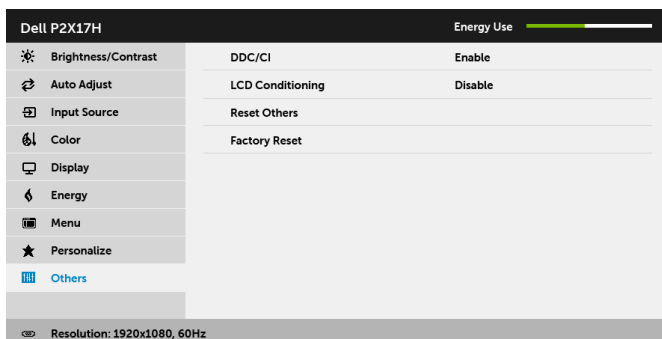 Dell P2X17H Energy Use
Brightness/Contrast DDC/CI Enable
Auto Adjust LCD Conditioning Disable
Input Source Reset Others
Color Factory Reset
Display
Energy
Menu
Personalize
Others
Resolution: 1920x1080, 60Hz